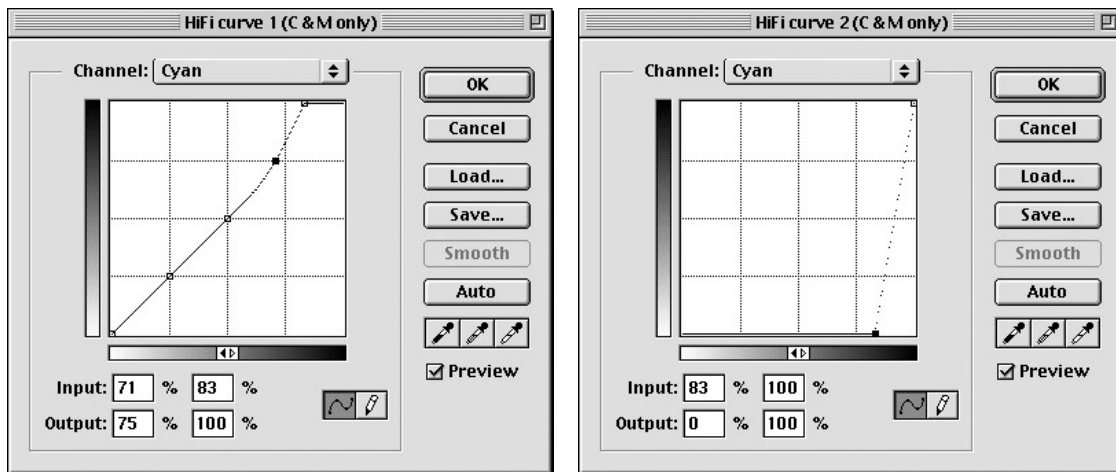 HiFi curve 1 (C & M only)
Channel: Cyan
OK
Cancel
Load...
Save...
Smooth
Auto
Preview
Input: 71 % 83 %
Output: 75 % 100 %
HiFi curve 2 (C & M only)
Channel: Cyan
OK
Cancel
Load...
Save...
Smooth
Auto
Preview
Input: 83 % 100 %
Output: 0 % 100 %